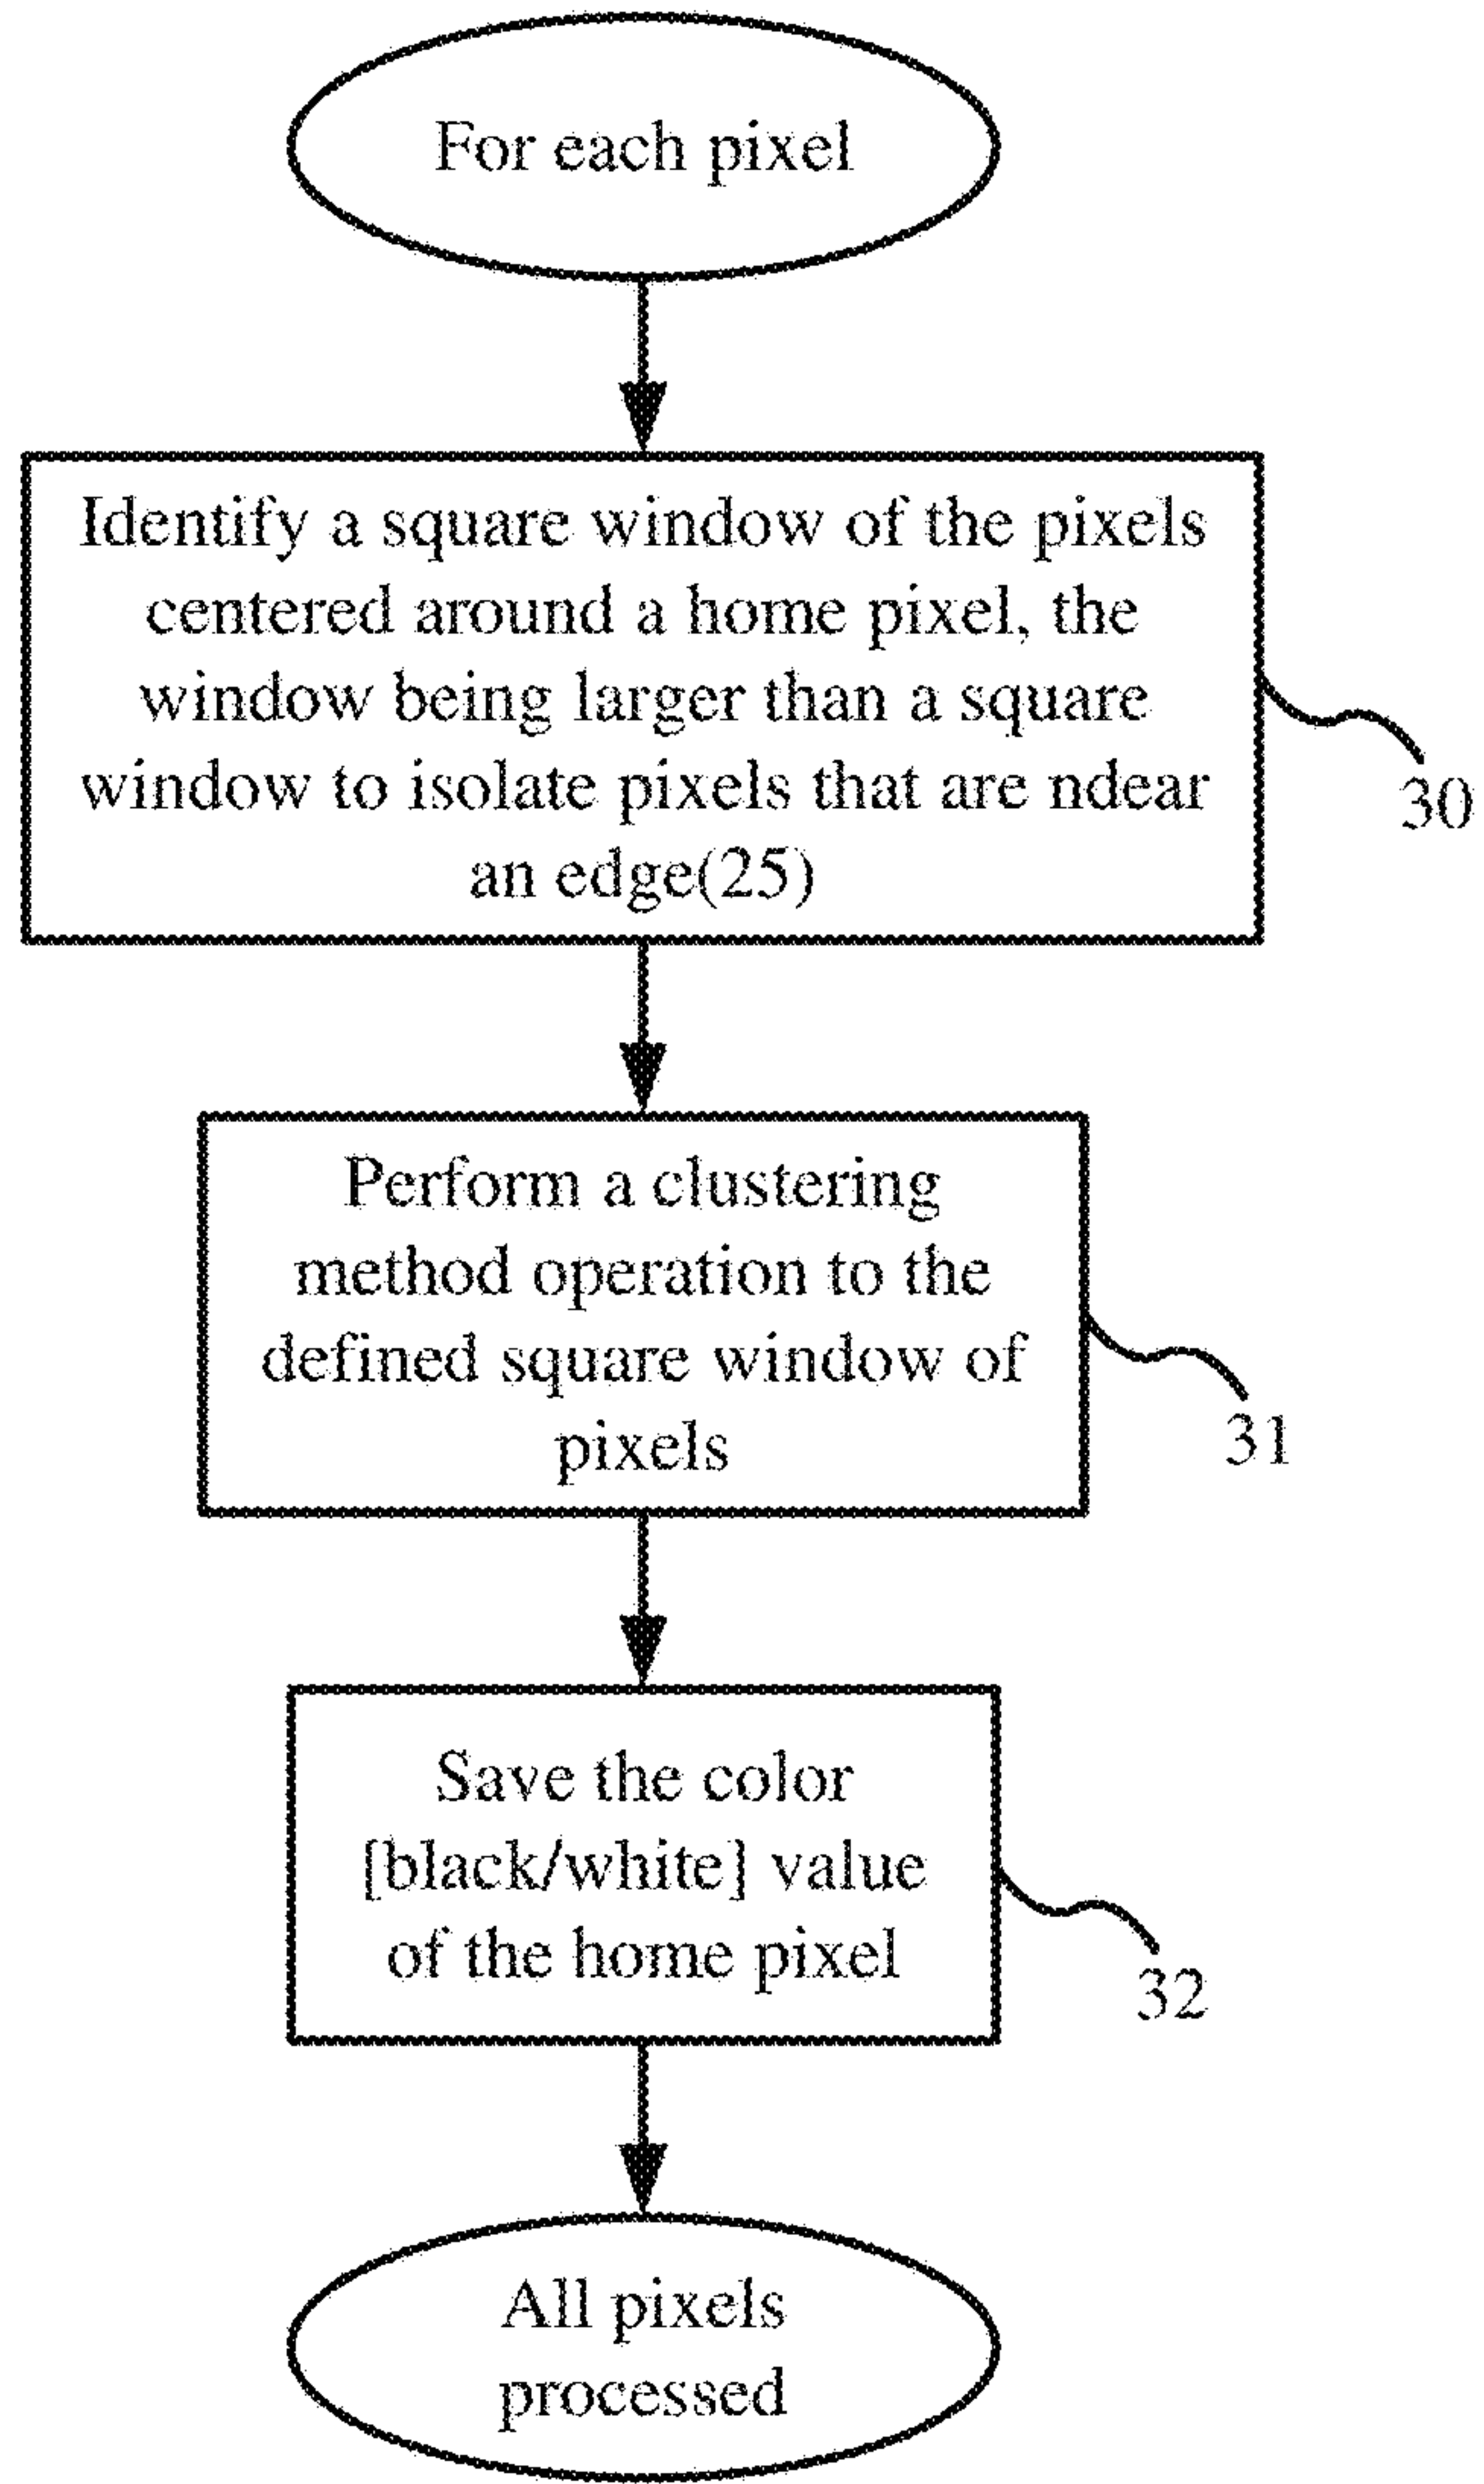 For each pixel
Identify a square window of the pixels
centered around a home pixel, the
window being larger than a square
window to isolate pixels that are ndear
an edge(25)
30
Perform a clustering
method operation to the
defined square window of
pixels
31
Save the color
[black/white] value
of the home pixel
32
All pixels
processed